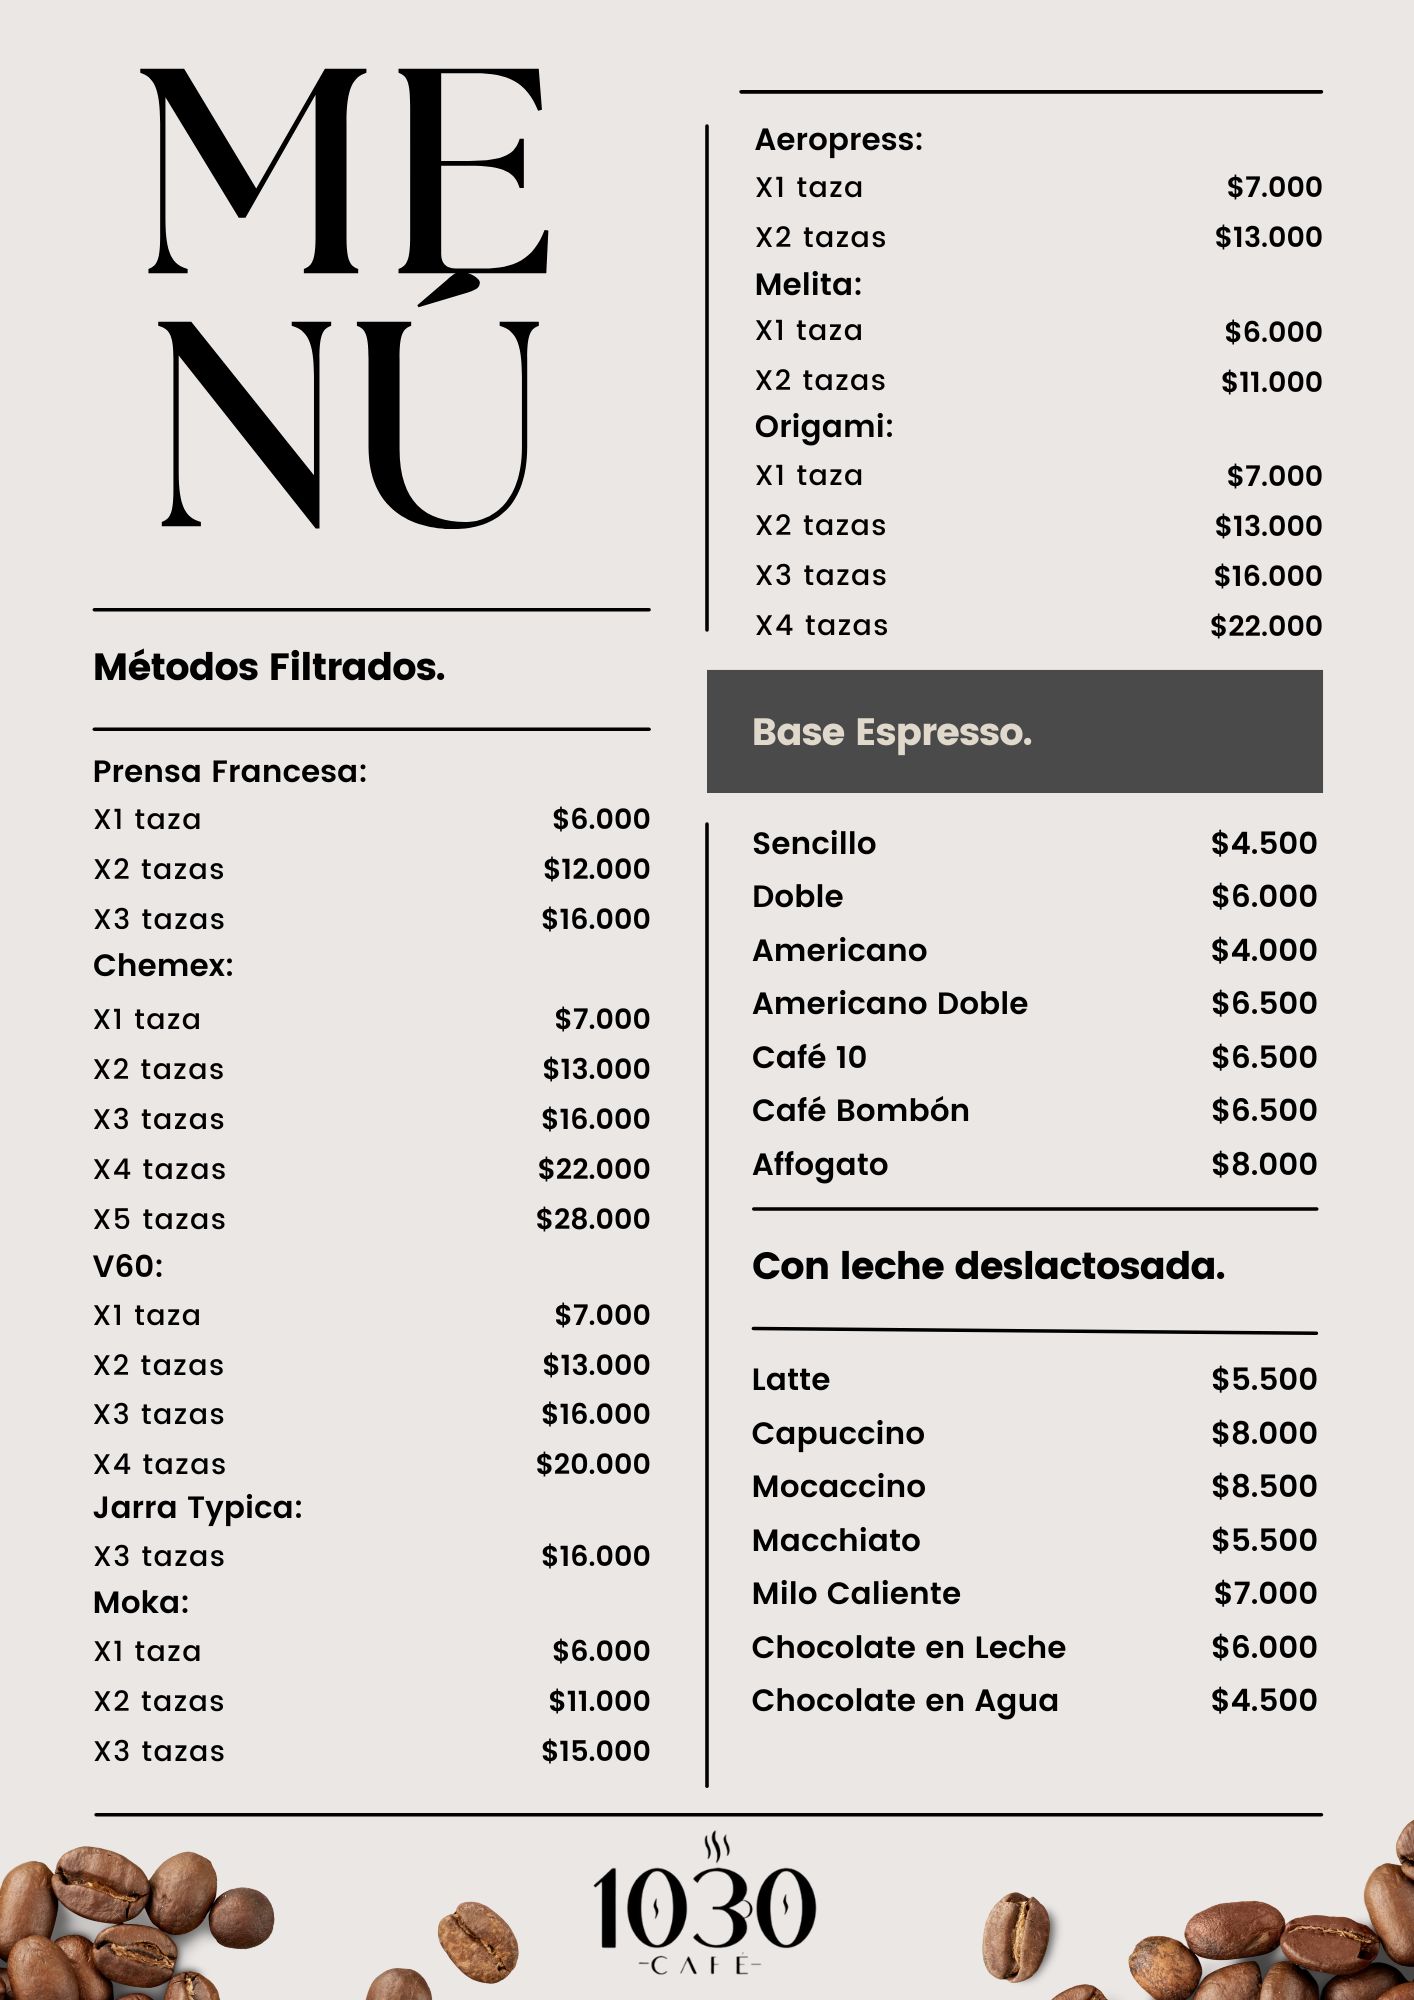 ME
NÚ
Métodos Filtrados.
Prensa Francesa:
X1 taza $6.000
X2 tazas $12.000
X3 tazas $16.000
Chemex:
X1 taza $7.000
X2 tazas $13.000
X3 tazas $16.000
X4 tazas $22.000
X5 tazas $28.000
V60:
X1 taza $7.000
X2 tazas $13.000
X3 tazas $16.000
X4 tazas $20.000
Jarra Typica:
X3 tazas $16.000
Moka:
X1 taza $6.000
X2 tazas $11.000
X3 tazas $15.000
Aeropress:
X1 taza $7.000
X2 tazas $13.000
Melita:
X1 taza $6.000
X2 tazas $11.000
Origami:
X1 taza $7.000
X2 tazas $13.000
X3 tazas $16.000
X4 tazas $22.000
Base Espresso.
Sencillo $4.500
Doble $6.000
Americano $4.000
Americano Doble $6.500
Café 10 $6.500
Café Bombón $6.500
Affogato $8.000
Con leche deslactosada.
Latte $5.500
Capuccino $8.000
Mocaccino $8.500
Macchiato $5.500
Milo Caliente $7.000
Chocolate en Leche $6.000
Chocolate en Agua $4.500
1030
-CAFÉ-